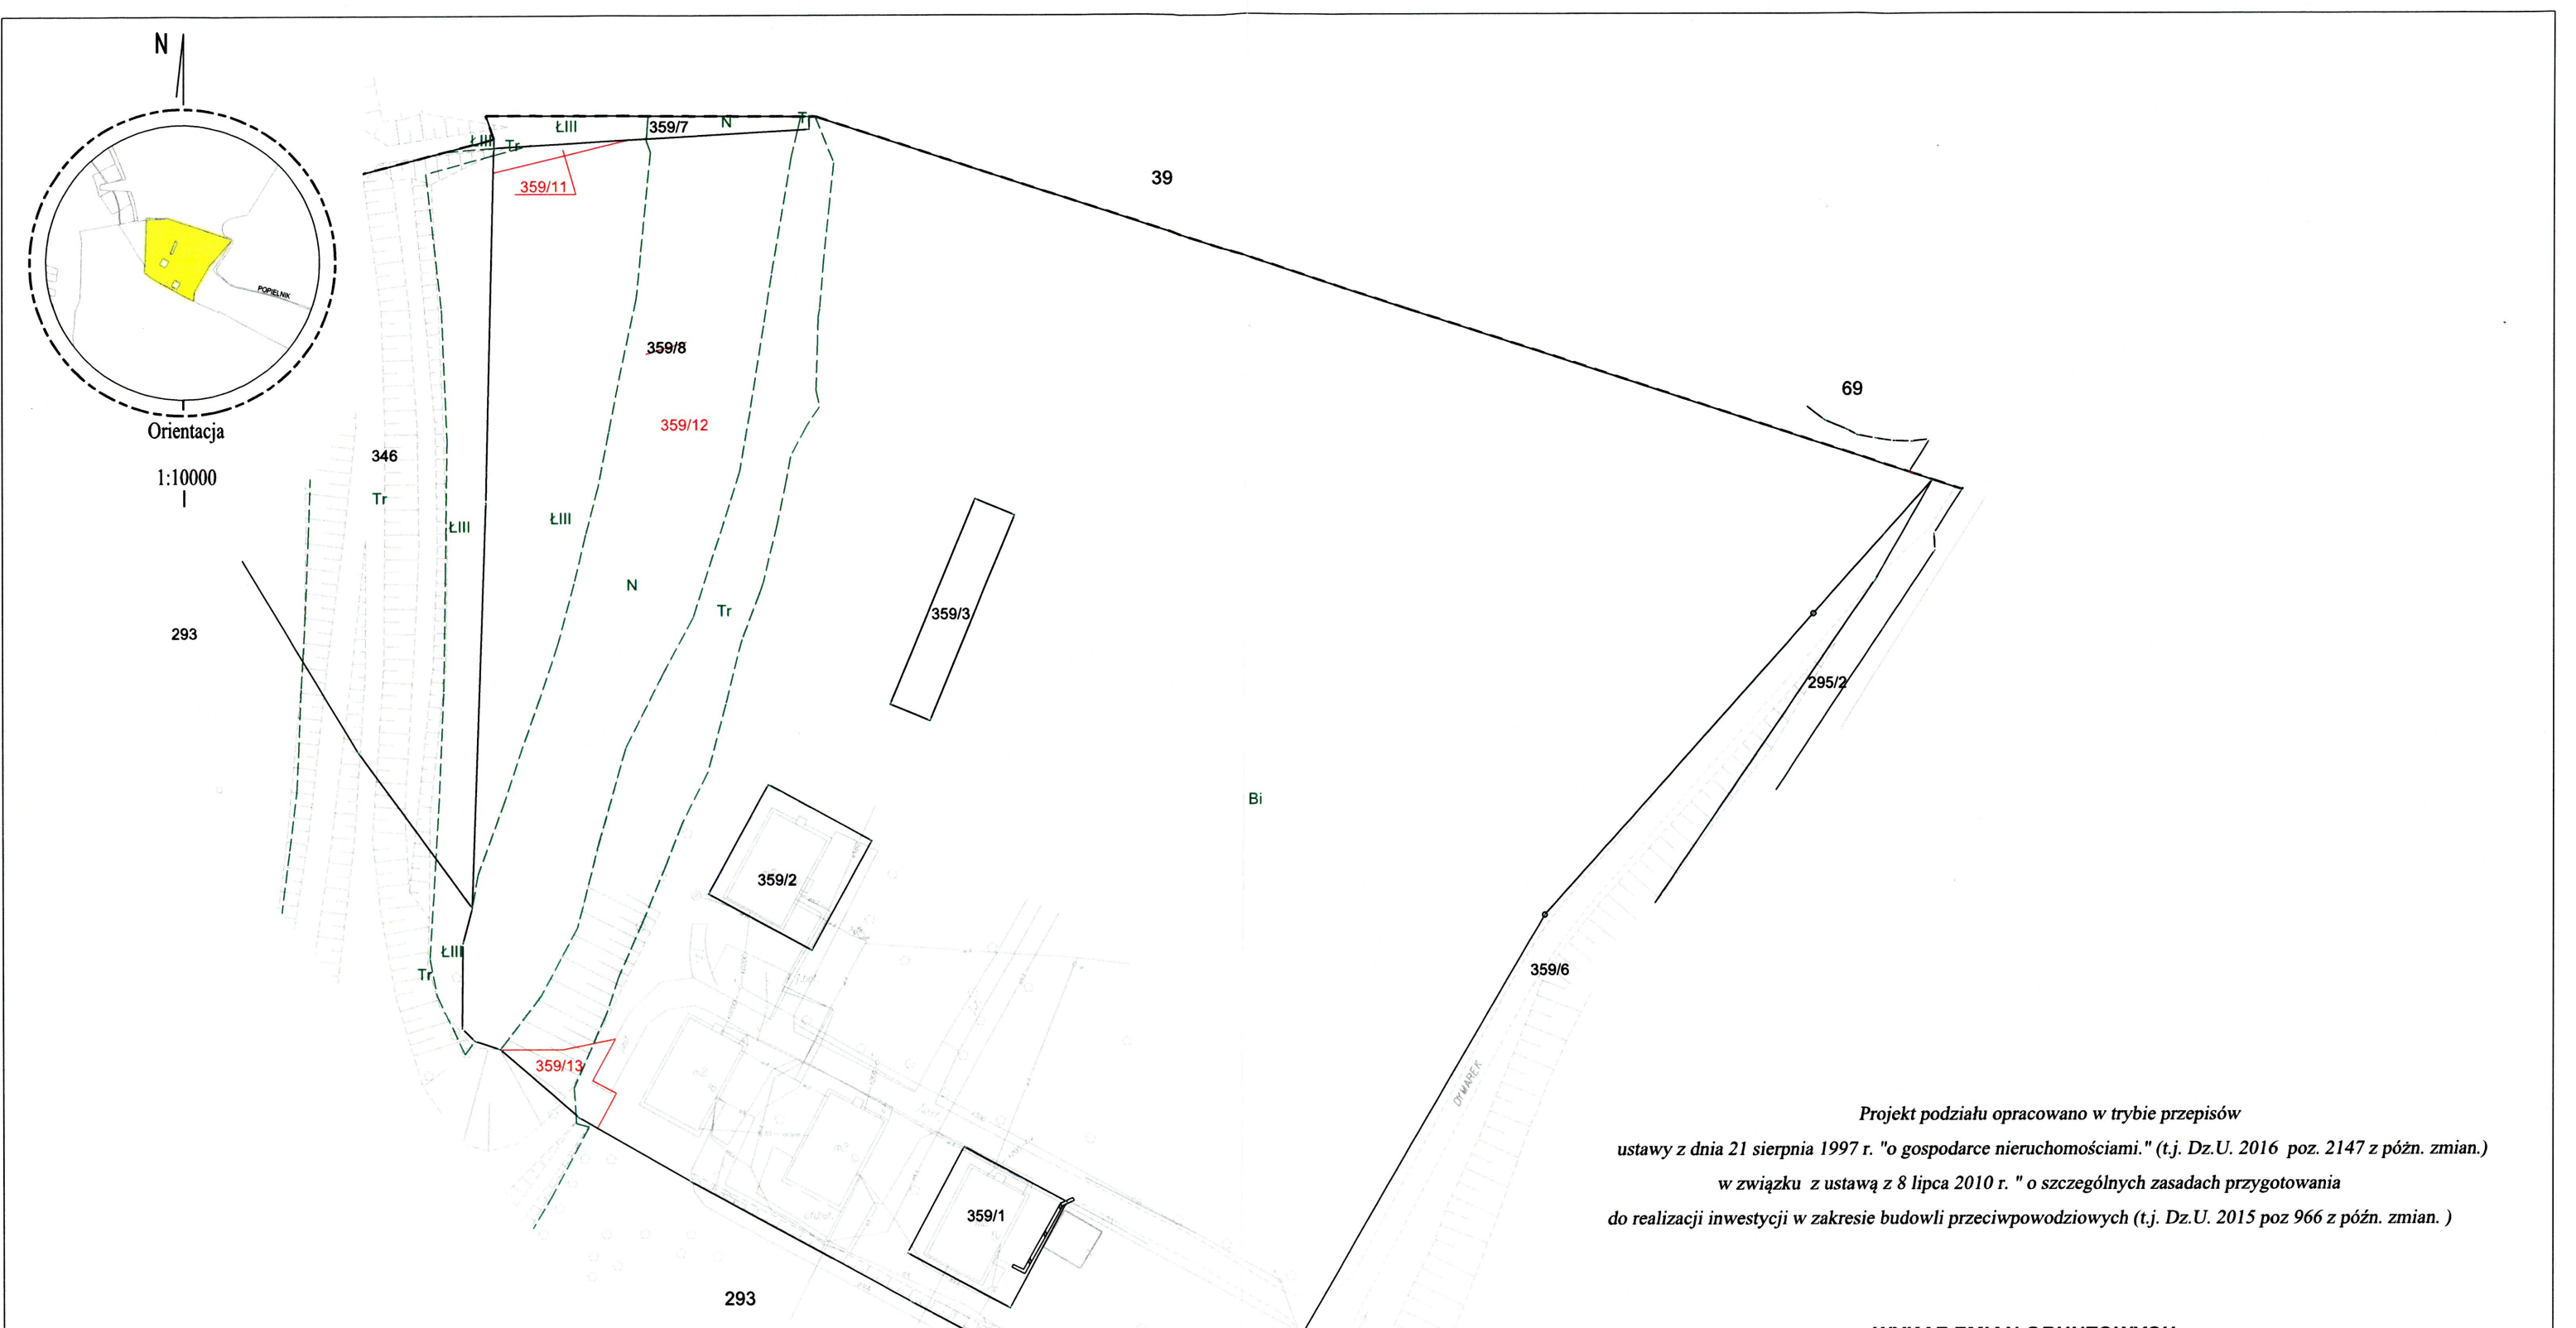 N
POPIELNIK
Orientacja
1:10000
ŁIII
359/7
N
T
ŁIII
Tr
359/11
39
359/8
69
359/12
346
Tr
ŁIII
ŁIII
N
Tr
359/3
293
295/2
Bi
359/2
ŁIII
Tr
359/6
359/13
DYMAREK
359/1
293
Projekt podziału opracowano w trybie przepisów
ustawy z dnia 21 sierpnia 1997 r. "o gospodarce nieruchomościami." (t.j. Dz.U. 2016 poz. 2147 z późn. zmian.)
w związku z ustawą z 8 lipca 2010 r. " o szczególnych zasadach przygotowania
do realizacji inwestycji w zakresie budowli przeciwpowodziowych (t.j. Dz.U. 2015 poz 966 z późn. zmian. )